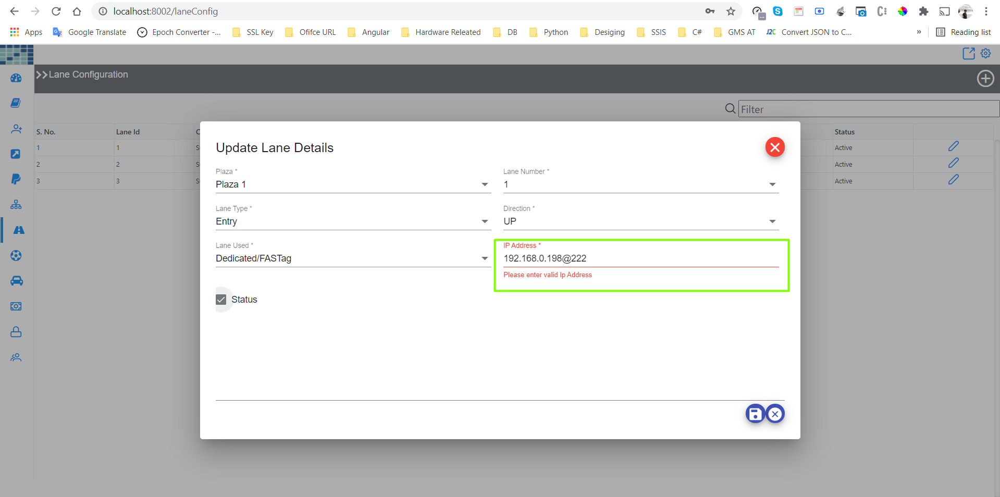 localhost:8002/laneConfig
Apps Google Translate Epoch Converter -... SSL Key Ofifce URL Angular Hardware Releated DB Python Desiging SSIS C# GMS AT J2C Convert JSON to C... » Reading list
Lane Configuration
Filter
S. No. Lane Id C Status
1 1 S Active
2 2 S Active
3 3 S Active
Update Lane Details
Plaza * Lane Number *
Plaza 1 1
Lane Type * Direction *
Entry UP
Lane Used * IP Address *
Dedicated/FASTag 192.168.0.198@222
Please enter valid Ip Address
Status